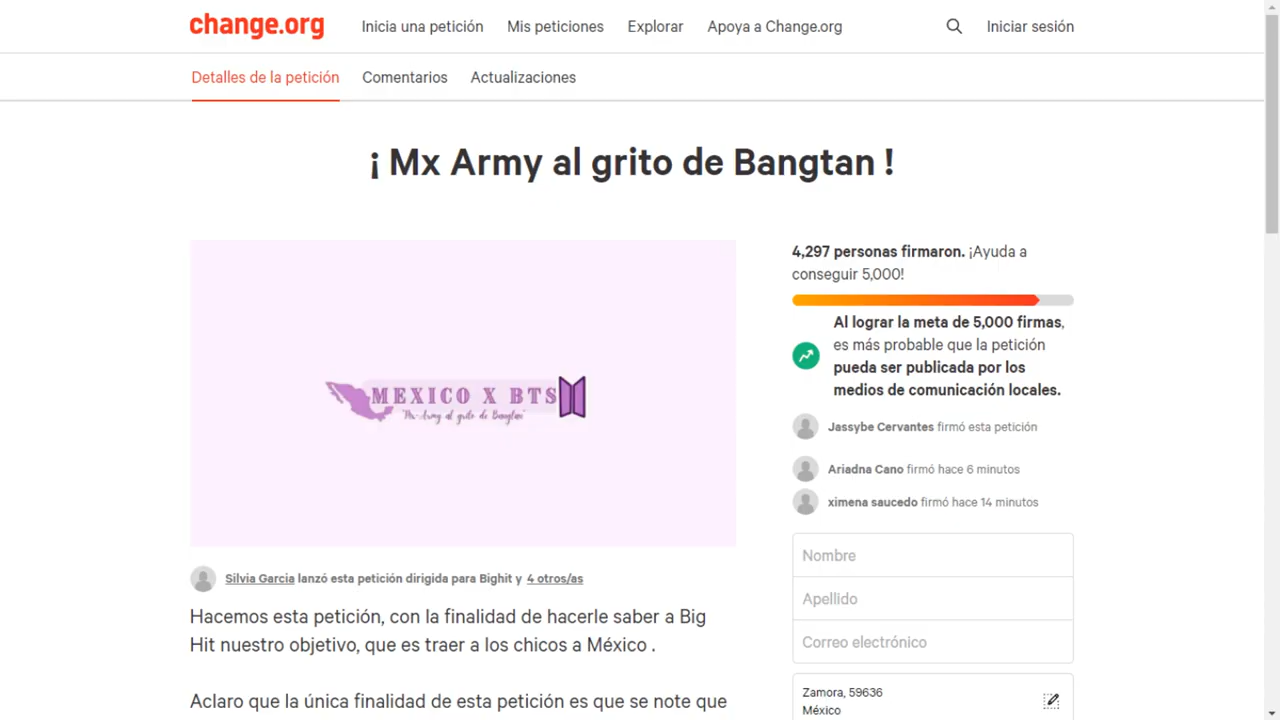 change.org
Inicia una petición
Mis peticiones
Explorar
Apoya a Change.org
Iniciar sesión
Detalles de la petición
Comentarios
Actualizaciones
¡ Mx Army al grito de Bangtan !
MEXICO X BTS
"Mx-Army al grito de Bangtan"
Silvia Garcia lanzó esta petición dirigida para Bighit y 4 otros/as
Hacemos esta petición, con la finalidad de hacerle saber a Big
Hit nuestro objetivo, que es traer a los chicos a México .
Aclaro que la única finalidad de esta petición es que se note que
4,297 personas firmaron. ¡Ayuda a
conseguir 5,000!
Al lograr la meta de 5,000 firmas,
es más probable que la petición
pueda ser publicada por los
medios de comunicación locales.
Jassybe Cervantes firmó esta petición
Ariadna Cano firmó hace 6 minutos
ximena saucedo firmó hace 14 minutos
Nombre
Apellido
Correo electrónico
Zamora, 59636
México